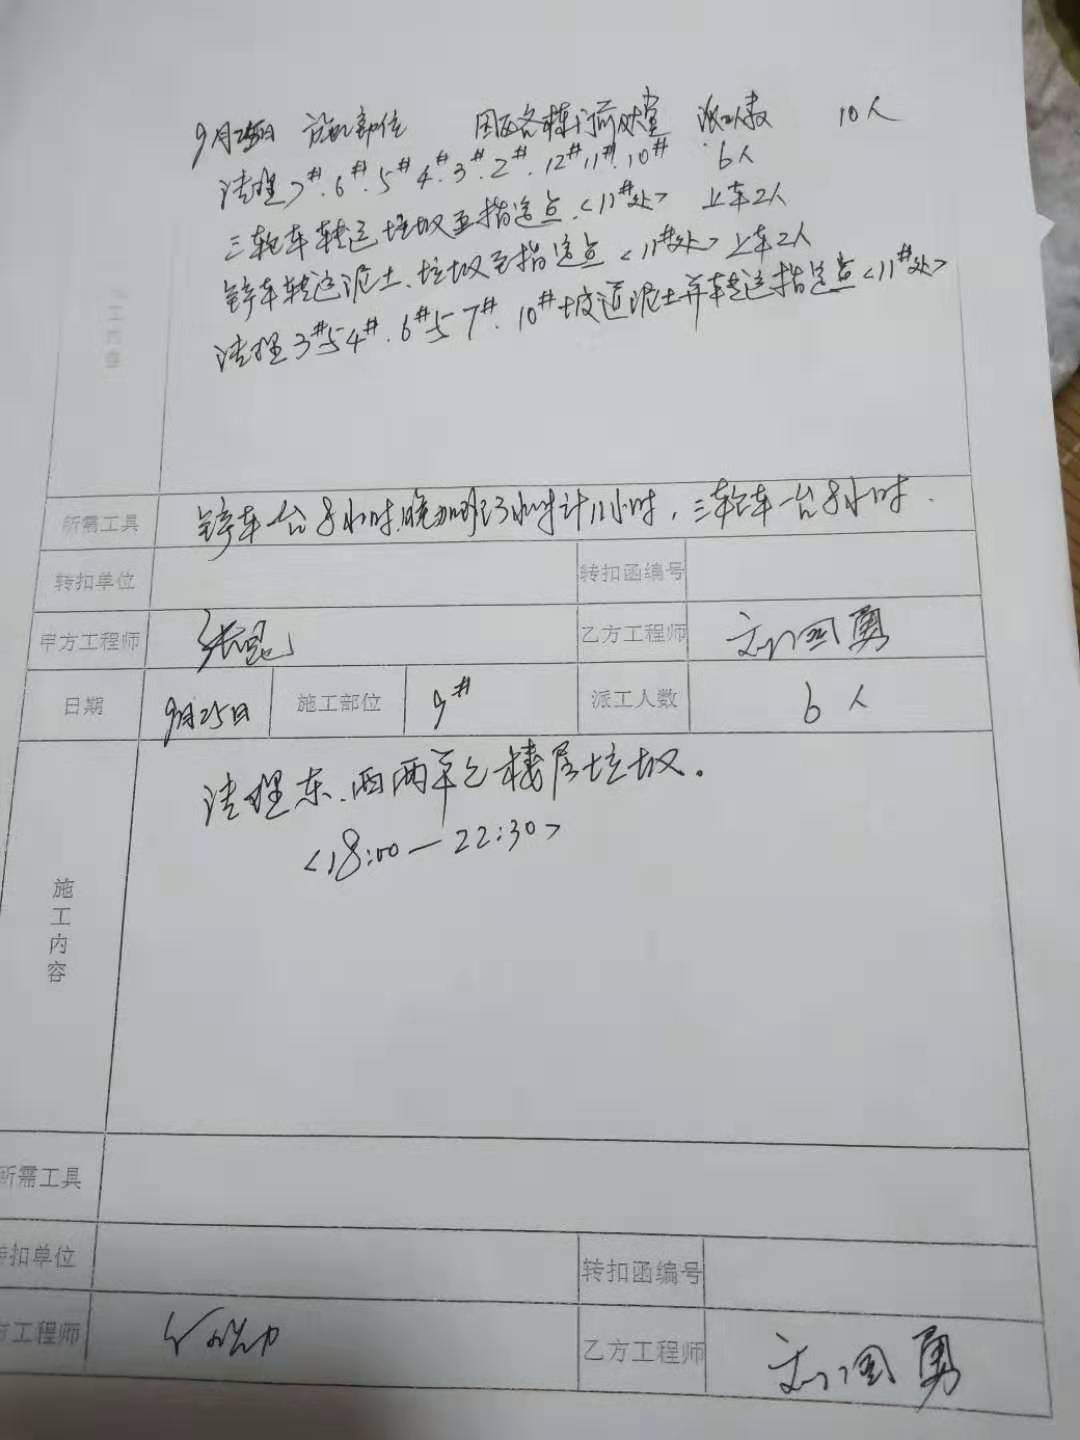 9月25日 施工部位 园区各栋门前及大堂 派工人数 10人
清理7#.6#.5#.4#.3#.2#.12#.11#.10# 6人
三轮车转运垃圾至指定点.<11#处> 上车2人
铲车转运泥土、垃圾至指定点<11#处>上车2人
清理3#与4#.6#与7#.10#坡道泥土并转运指定点<11#处>
工内容
所需工具 铲车一台8小时.晚加班3小时计11小时，三轮车一台8小时.
转扣单位 转扣函编号
甲方工程师 张昆 乙方工程师 刘国勇
日期 9月25日 施工部位 9# 派工人数 6人
施工内容
清理东、西两单元楼层垃圾.
<18:00—22:30>
所需工具
转扣单位 转扣函编号
方工程师 乙方工程师 刘国勇